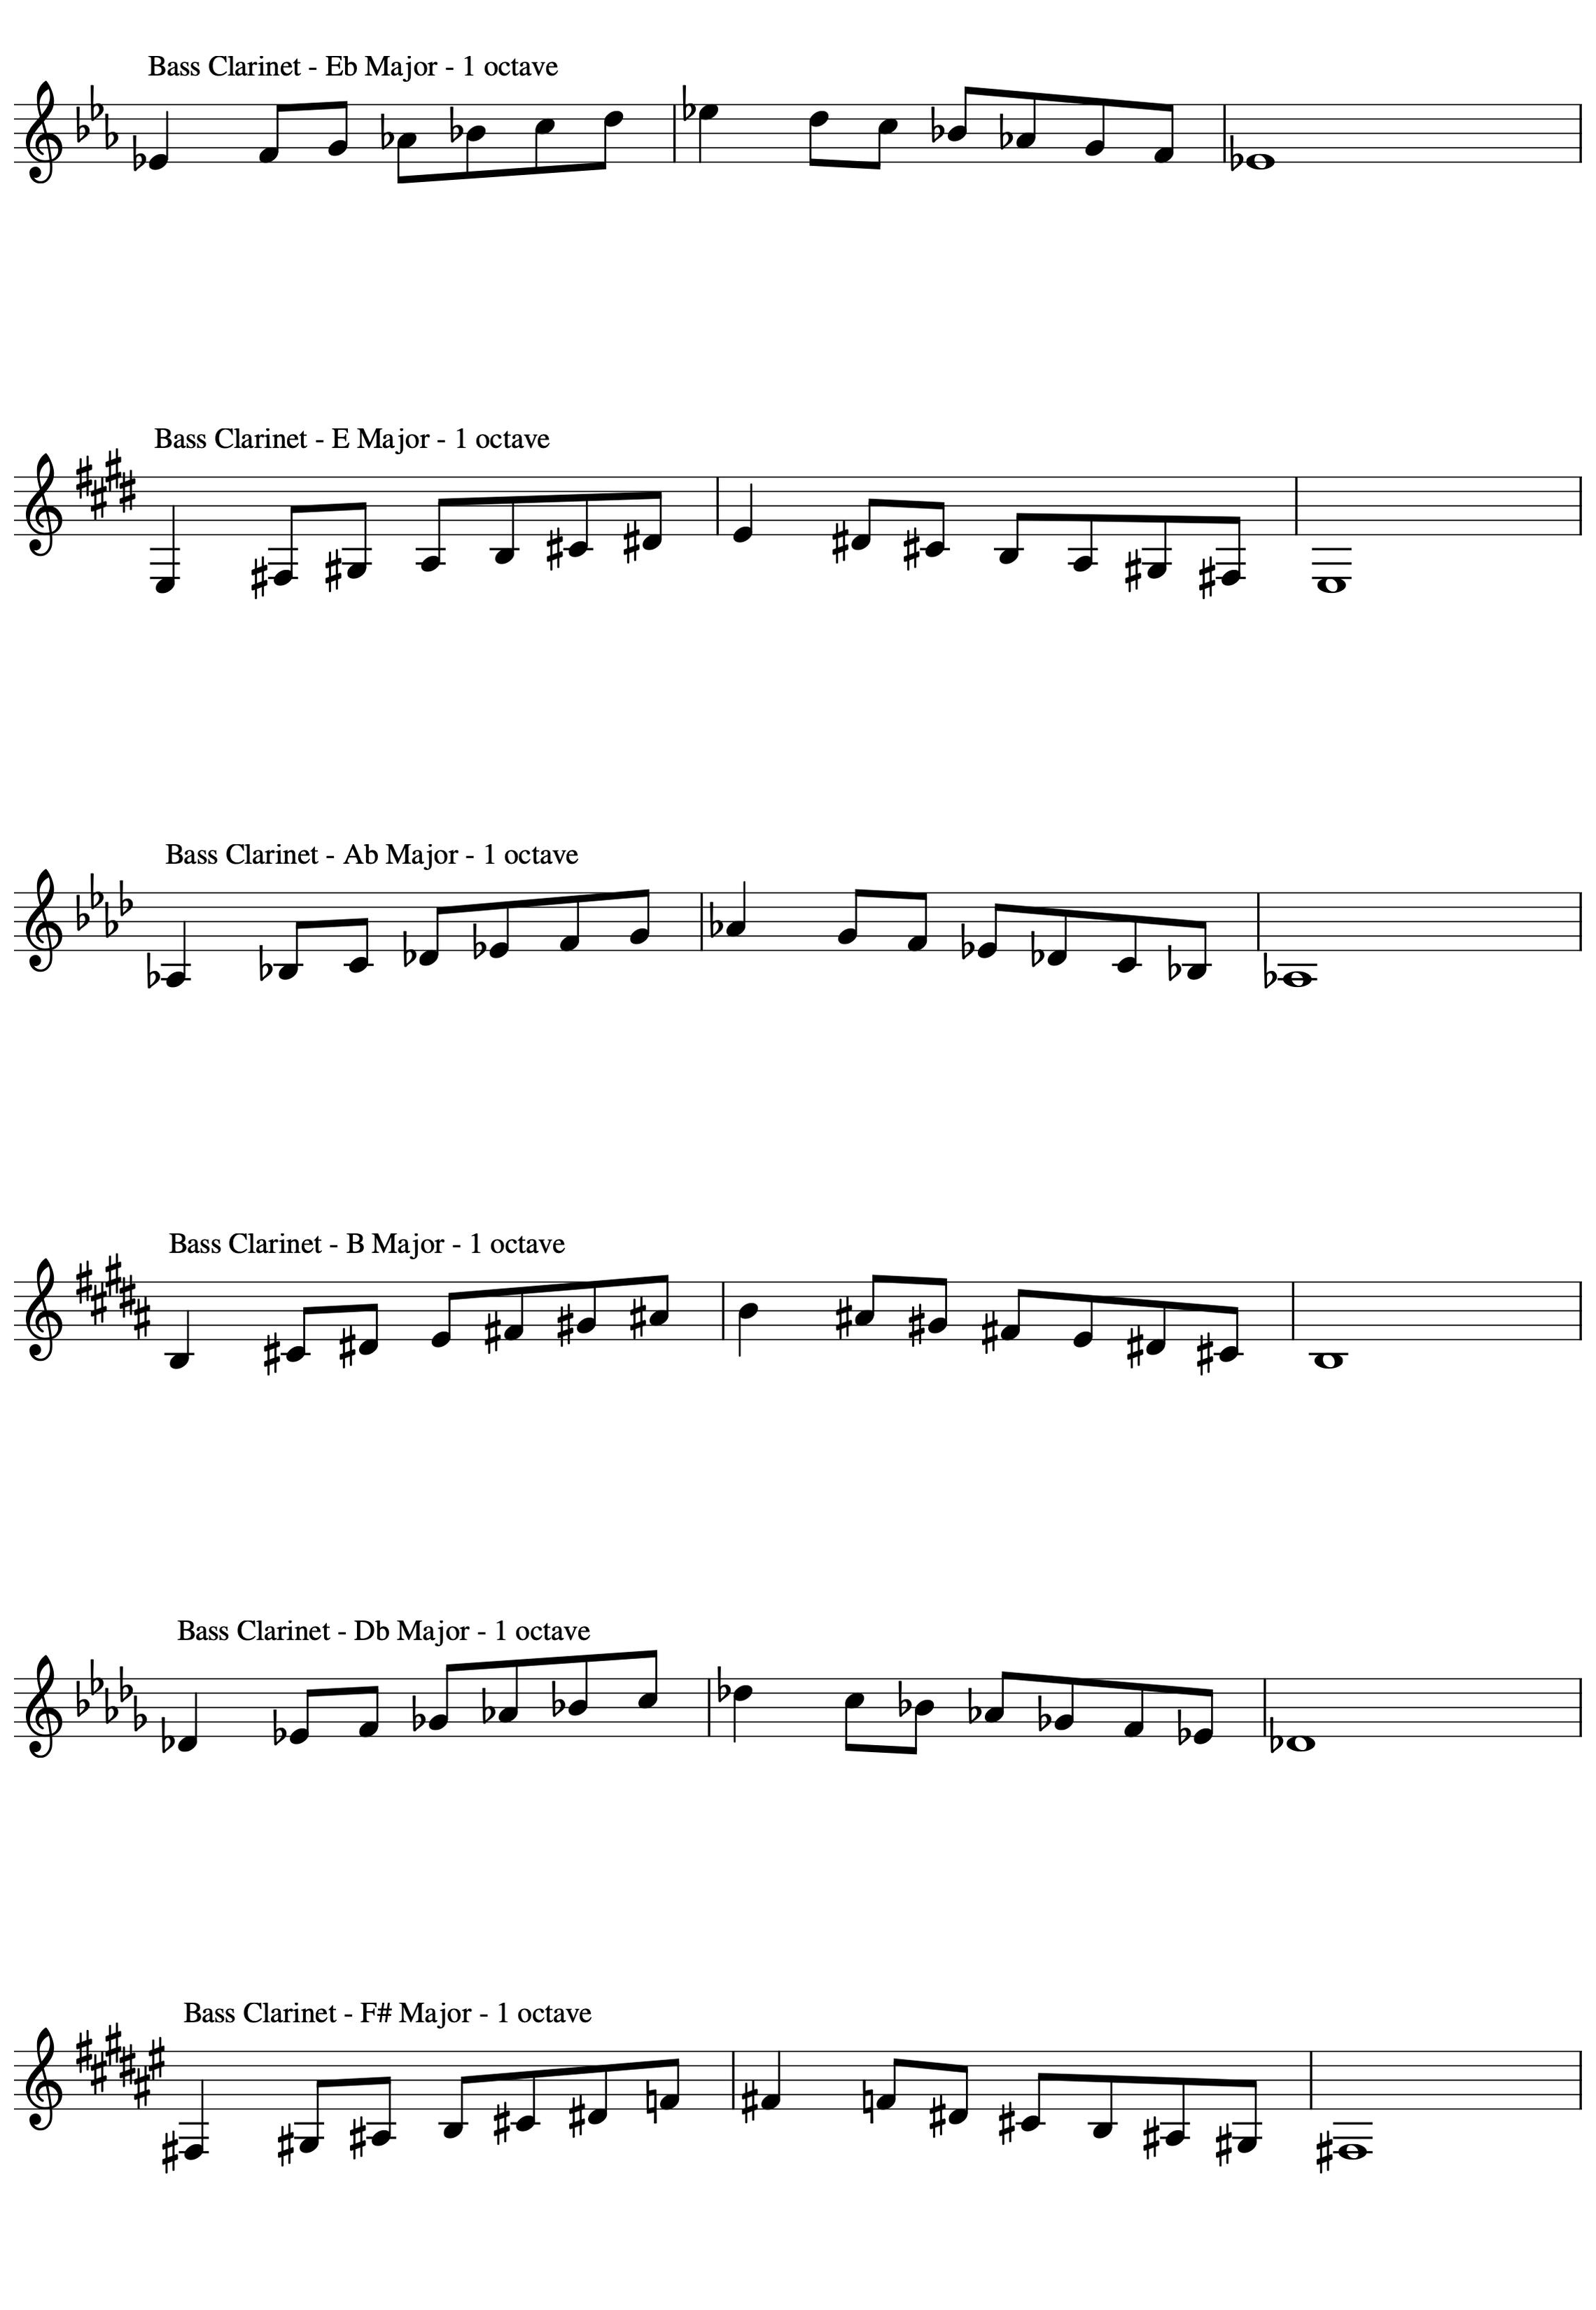 Bass Clarinet - Eb Major - 1 octave
Bass Clarinet - E Major - 1 octave
Bass Clarinet - Ab Major - 1 octave
Bass Clarinet - B Major - 1 octave
Bass Clarinet - Db Major - 1 octave
Bass Clarinet - F# Major - 1 octave